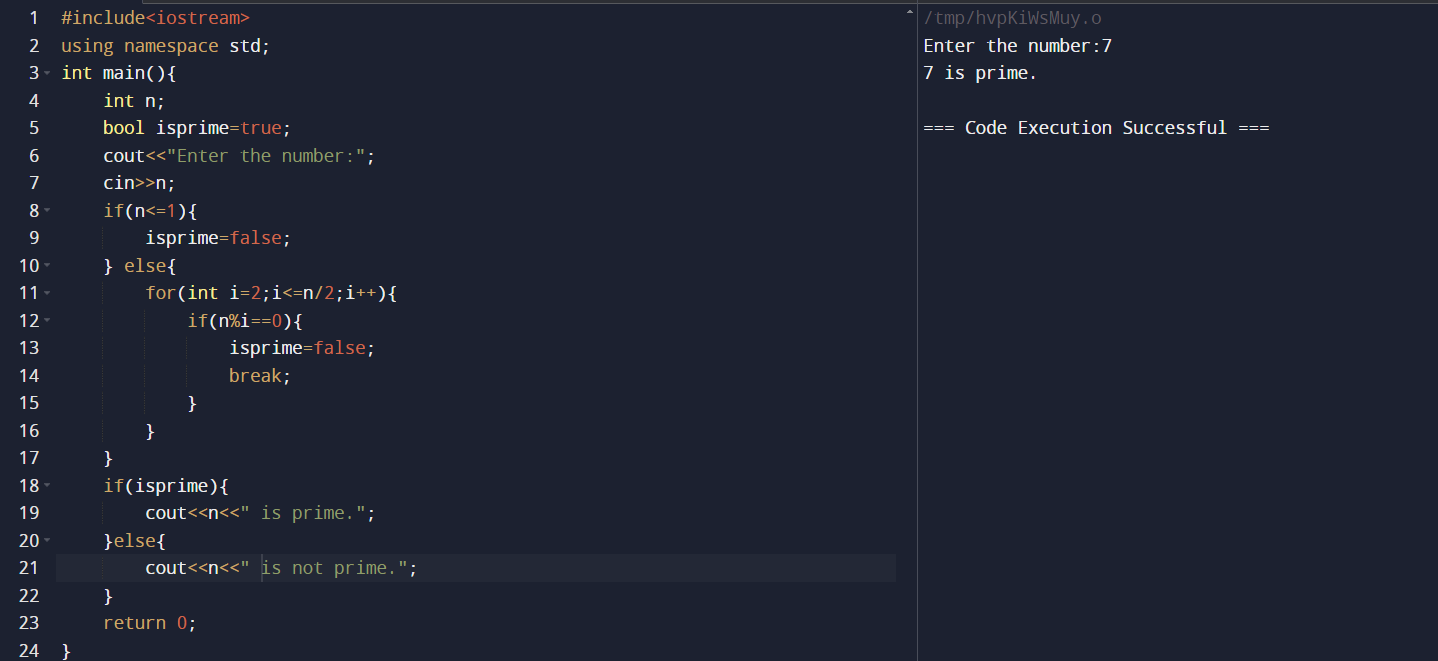 1 #include<iostream>
2 using namespace std;
3 int main(){
4     int n;
5     bool isprime=true;
6     cout<<"Enter the number:";
7     cin>>n;
8     if(n<=1){
9         isprime=false;
10     } else{
11         for(int i=2;i<=n/2;i++){
12             if(n%i==0){
13                 isprime=false;
14                 break;
15             }
16         }
17     }
18     if(isprime){
19         cout<<n<<" is prime.";
20     }else{
21         cout<<n<<" is not prime.";
22     }
23     return 0;
24 }
/tmp/hvpKiWsMuy.o
Enter the number:7
7 is prime.
=== Code Execution Successful ===